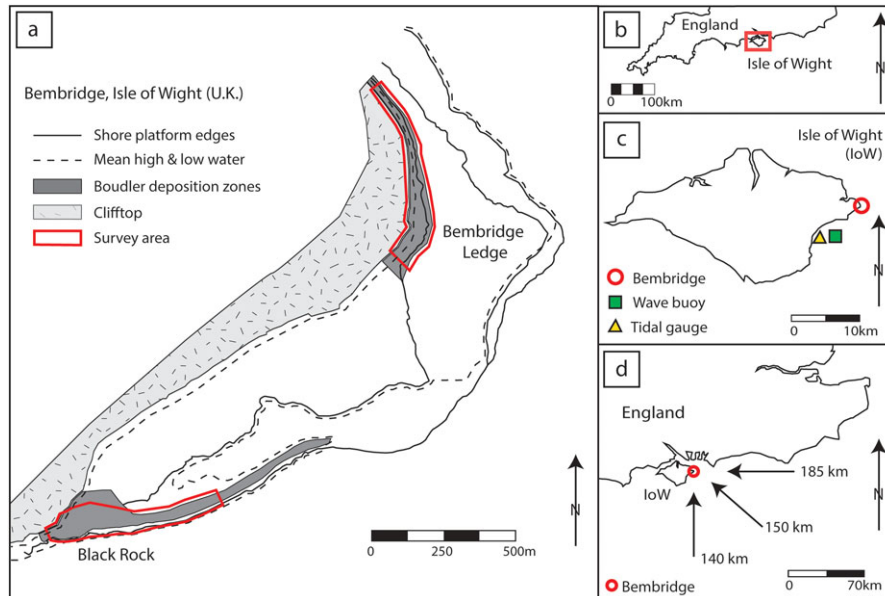 a
Bembridge, Isle of Wight (U.K.)
Shore platform edges
Mean high & low water
Boudler deposition zones
Clifftop
Survey area
Bembridge
Ledge
Black Rock
0 250 500m
N
b
England
Isle of Wight
0 100km
N
c
Isle of Wight
(IoW)
Bembridge
Wave buoy
Tidal gauge
0 10km
N
d
England
IoW
185 km
150 km
140 km
Bembridge
0 70km
N